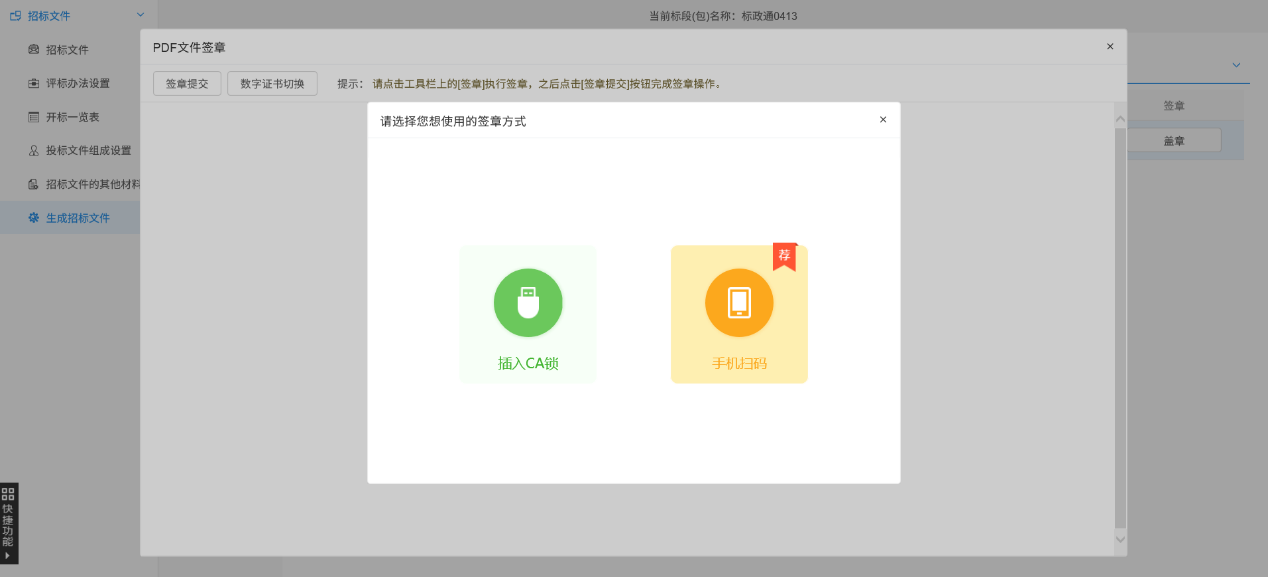 招标文件
当前标段(包)名称：标政通0413
招标文件
评标办法设置
开标一览表
投标文件组成设置
招标文件的其他材料
生成招标文件
PDF文件签章
×
签章提交
数字证书切换
提示：
请点击工具栏上的[签章]执行签章，之后点击[签章提交]按钮完成签章操作。
请选择您想使用的签章方式
×
插入CA锁
荐
手机扫码
签章
盖章
快捷功能